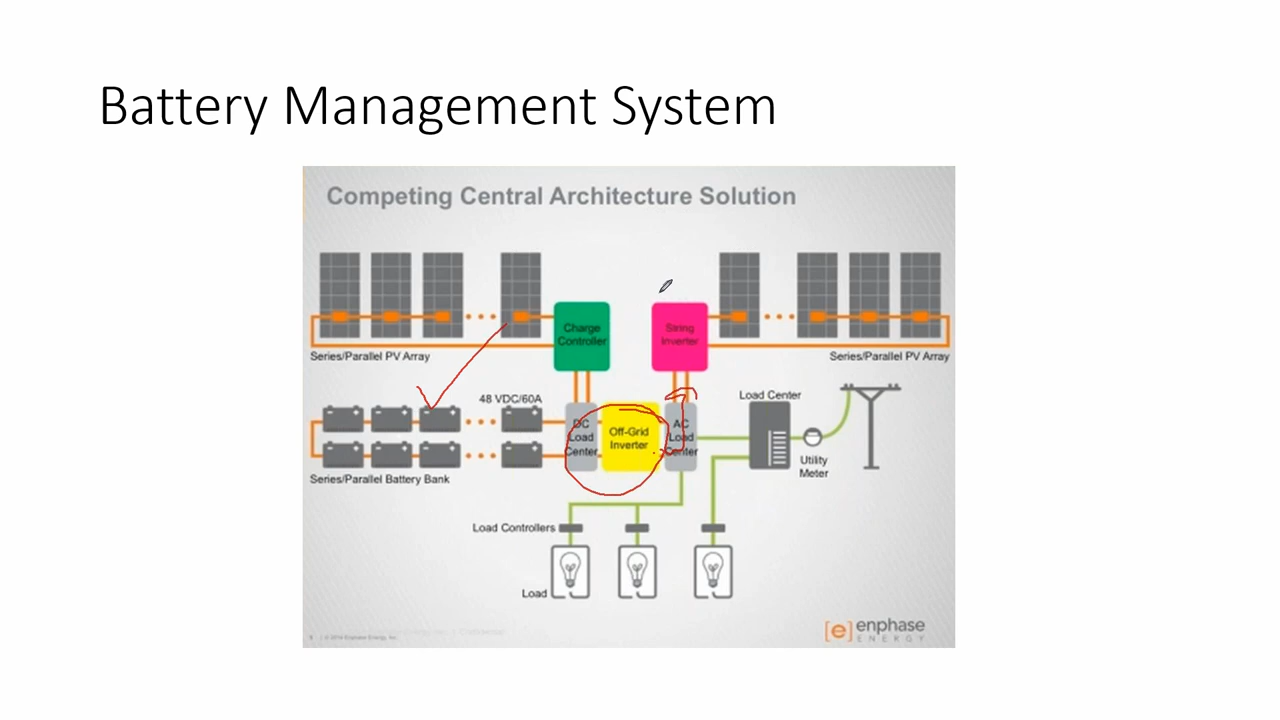 Battery Management System
Competing Central Architecture Solution
Charge
Controller
String
Inverter
Series/Parallel PV Array
Series/Parallel PV Array
48 VDC/60A
Load Center
DC
Load
Center
Off-Grid
Inverter
AC
Load
Center
Utility
Meter
Series/Parallel Battery Bank
Load Controllers
Load
[e] enphase
ENERGY